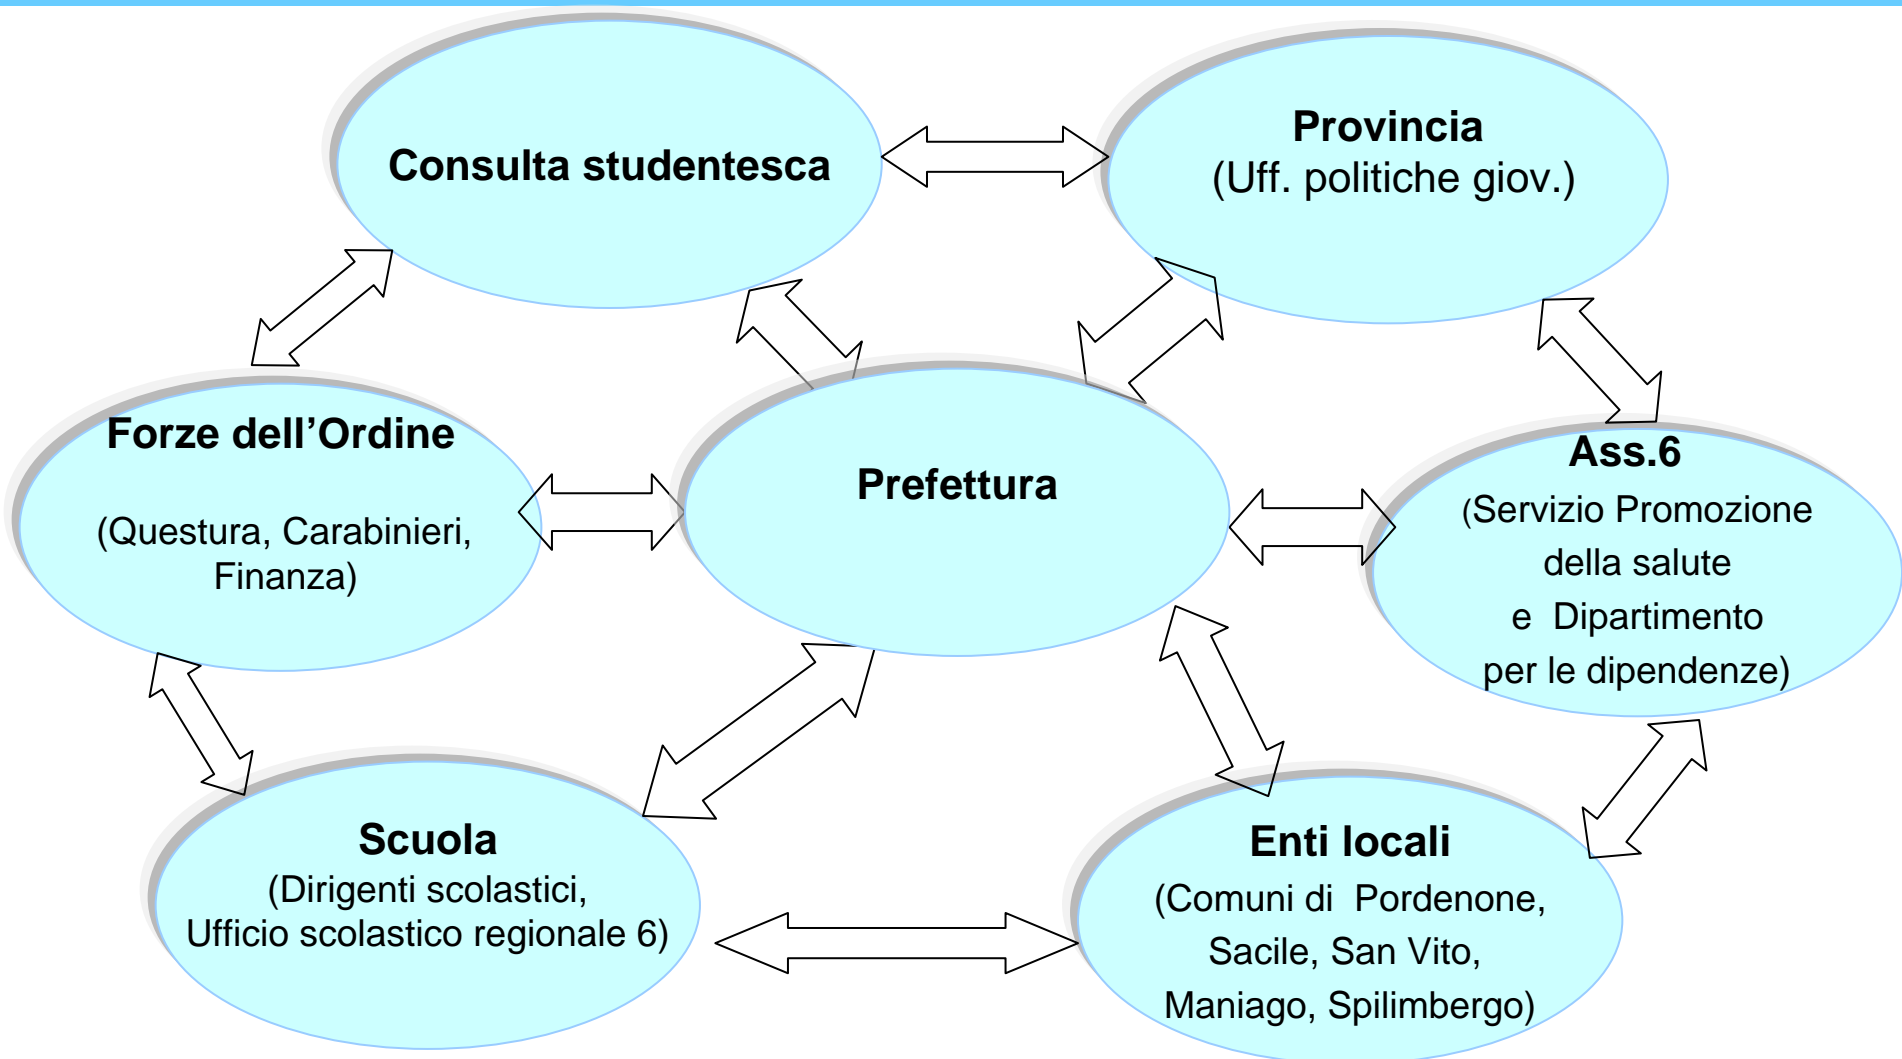 Consulta studentesca
Provincia
(Uff. politiche giov.)
Forze dell’Ordine
(Questura, Carabinieri,
Finanza)
Prefettura
Ass.6
(Servizio Promozione
della salute
e Dipartimento
per le dipendenze)
Scuola
(Dirigenti scolastici,
Ufficio scolastico regionale 6)
Enti locali
(Comuni di Pordenone,
Sacile, San Vito,
Maniago, Spilimbergo)